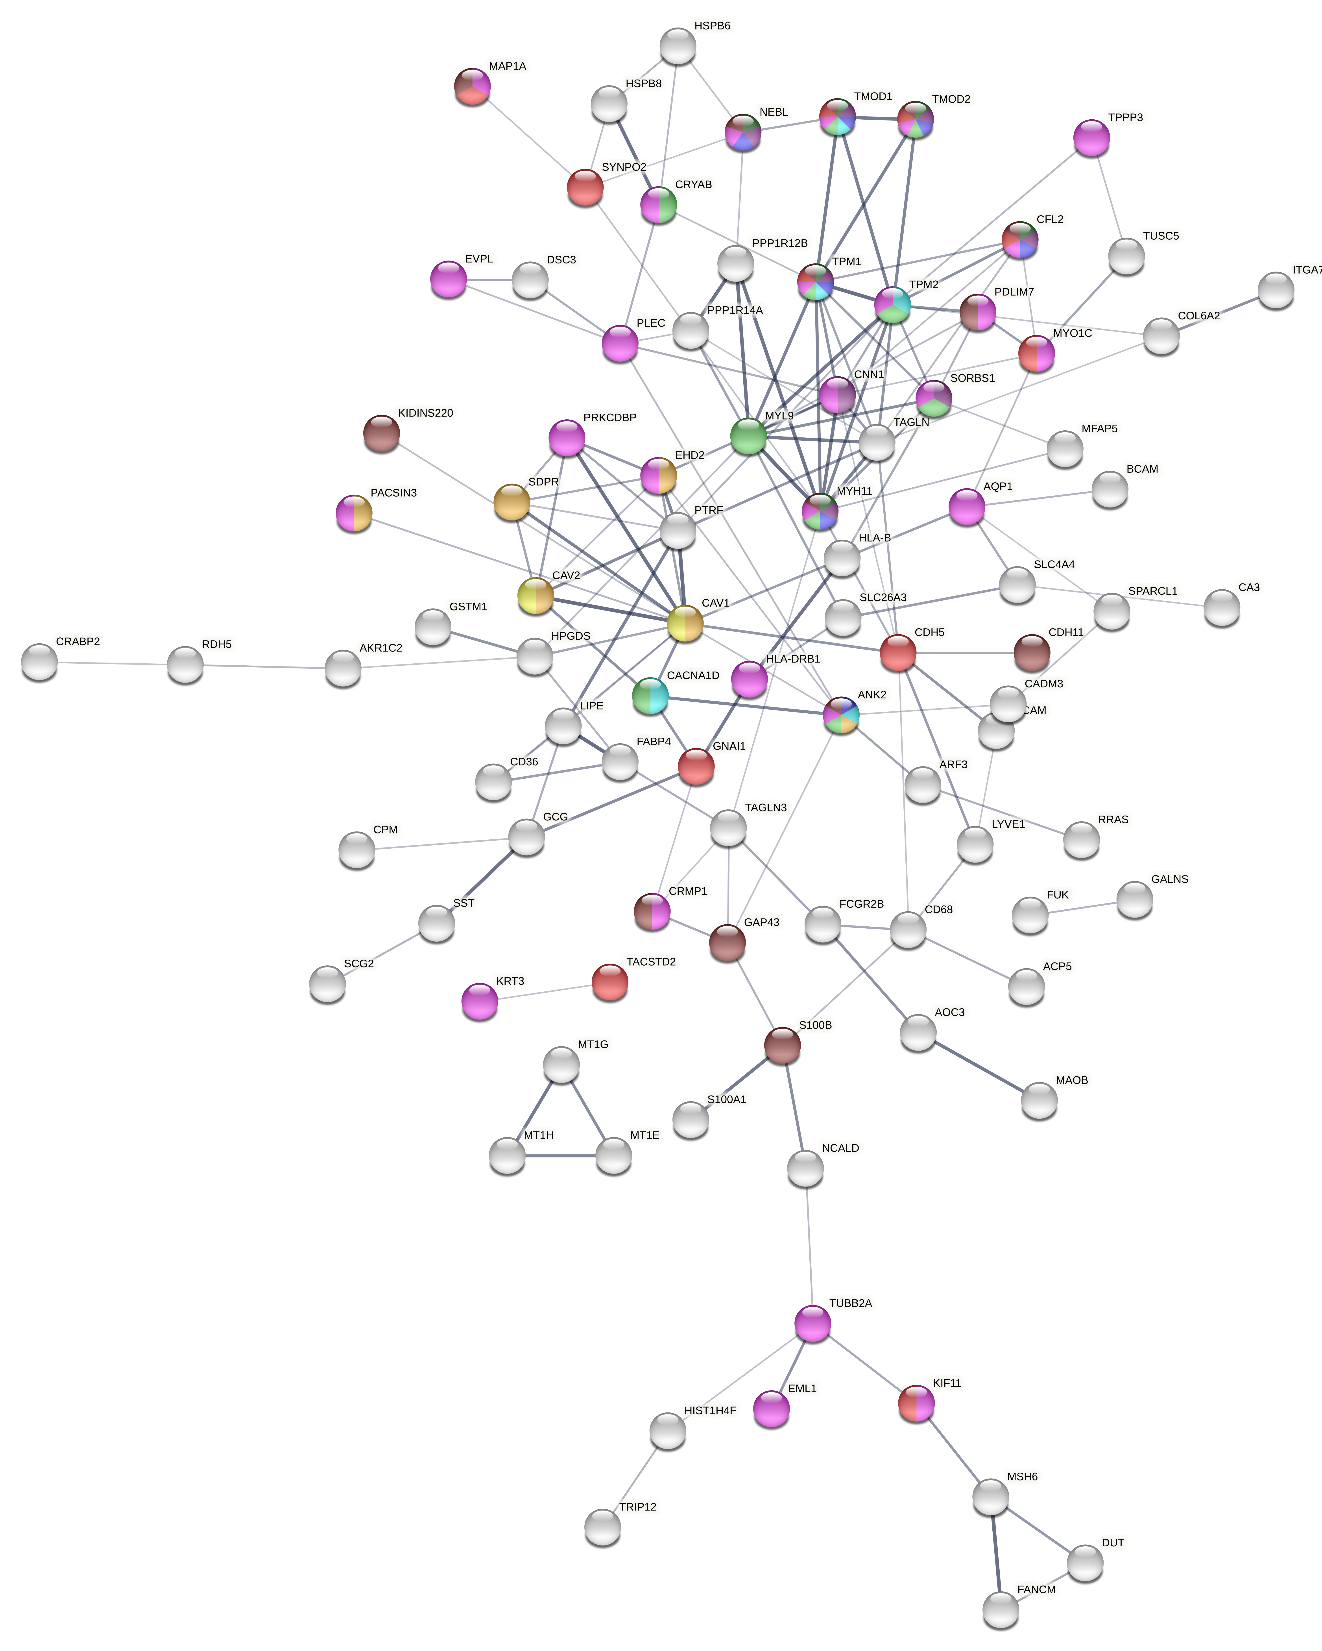 HSPB6
MAP1A
HSPB8
NEBL
TMOD1
TMOD2
TPPP3
SYNPO2
CRYAB
CFL2
TUSC5
PPP1R12B
EVPL
DSC3
TPM1
TPM2
PDLIM7
ITGA7
PPP1R14A
PLEC
MYO1C
COL6A2
CNN1
SORBS1
KIDINS220
PRKCDBP
MYL9
TAGLN
MFAP5
EHD2
BCAM
SDPR
PACSIN3
MYH11
AQP1
PTRF
HLA-B
SLC4A4
CAV2
SPARCL1
CA3
GSTM1
CAV1
SLC26A3
CRABP2
RDH5
AKR1C2
HPGDS
CDH5
CDH11
HLA-DRB1
CACNA1D
ANK2
CADM3
LIPE
CAM
FABP4
GNAI1
CD36
ARF3
TAGLN3
CPM
GCG
LYVE1
RRAS
CRMP1
SST
FCGR2B
CD68
FUK
GALNS
GAP43
SCG2
KRT3
TACSTD2
ACP5
AOC3
S100B
MT1G
MAOB
S100A1
MT1H
MT1E
NCALD
TUBB2A
EML1
KIF11
HIST1H4F
MSH6
TRIP12
DUT
FANCM